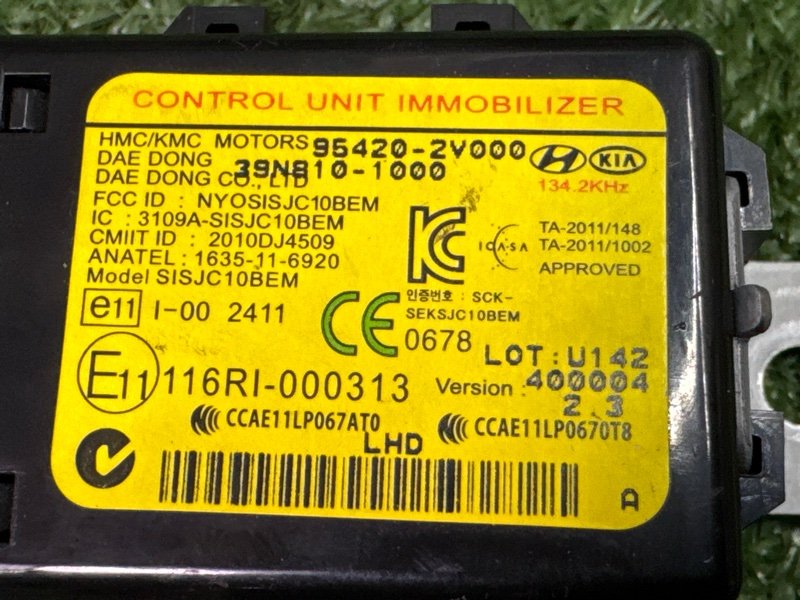 CONTROL UNIT IMMOBILIZER
HMC/KMC MOTORS 95420-2V000
DAE DONG 39N810-1000
DAE DONG CO., LTD
KIA
134.2KHz
FCC ID : NYOSISJC10BEM
IC : 3109A-SISJC10BEM
CMIIT ID : 2010DJ4509
ANATEL : 1635-11-6920
Model SISJC10BEM
ICASA
TA-2011/148
TA-2011/1002
APPROVED
e11 I-00 2411
CE 0678
인증번호 : SCK-
SEKSJC10BEM
LOT:U142
E11 116RI-000313
Version : 400004
2.3
CCAE11LP067AT0
CCAE11LP0670T8
LHD
A